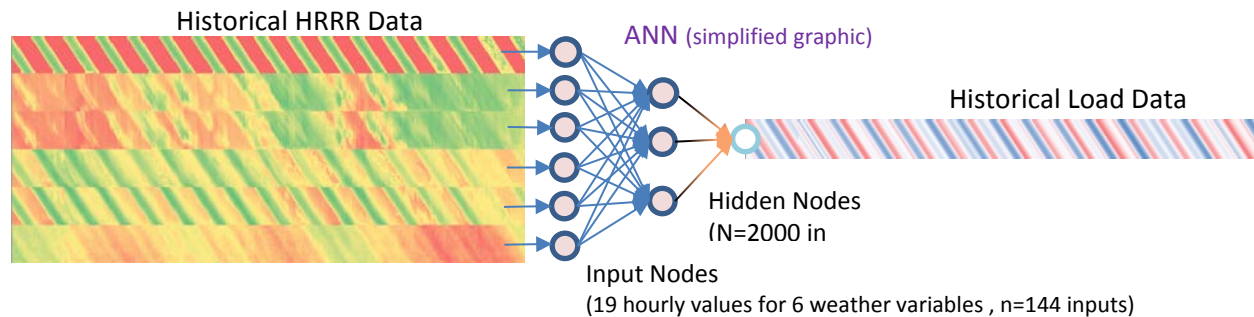 Historical HRRR Data
ANN (simplified graphic)
Historical Load Data
Hidden Nodes
(N=2000 in
Input Nodes
(19 hourly values for 6 weather variables , n=144 inputs)